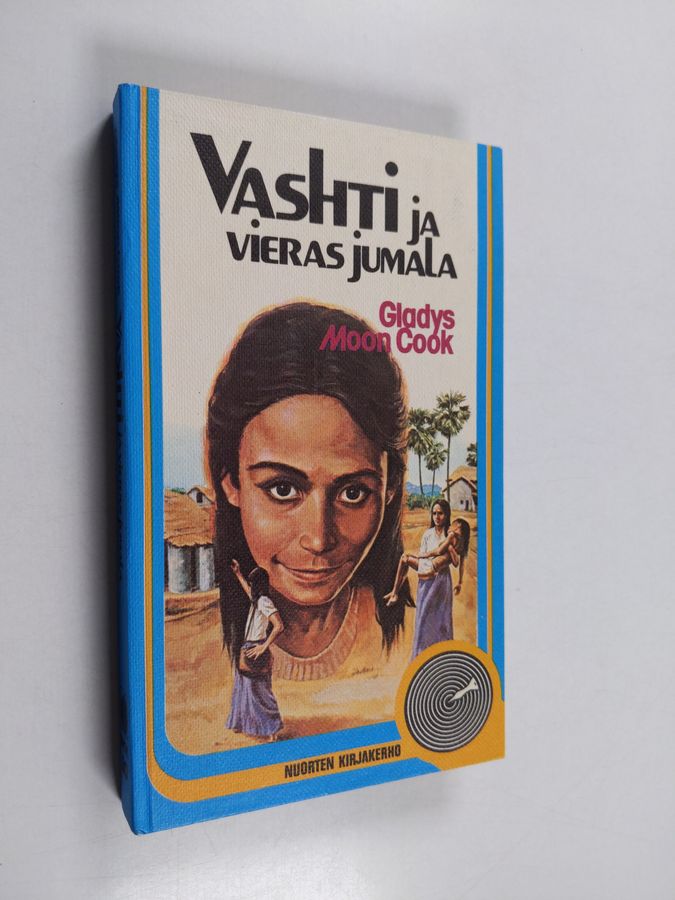 VASHTI ja
VIERAS JUMALA
Gladys
Moon Cook
NUORTEN KIRJAKERHO